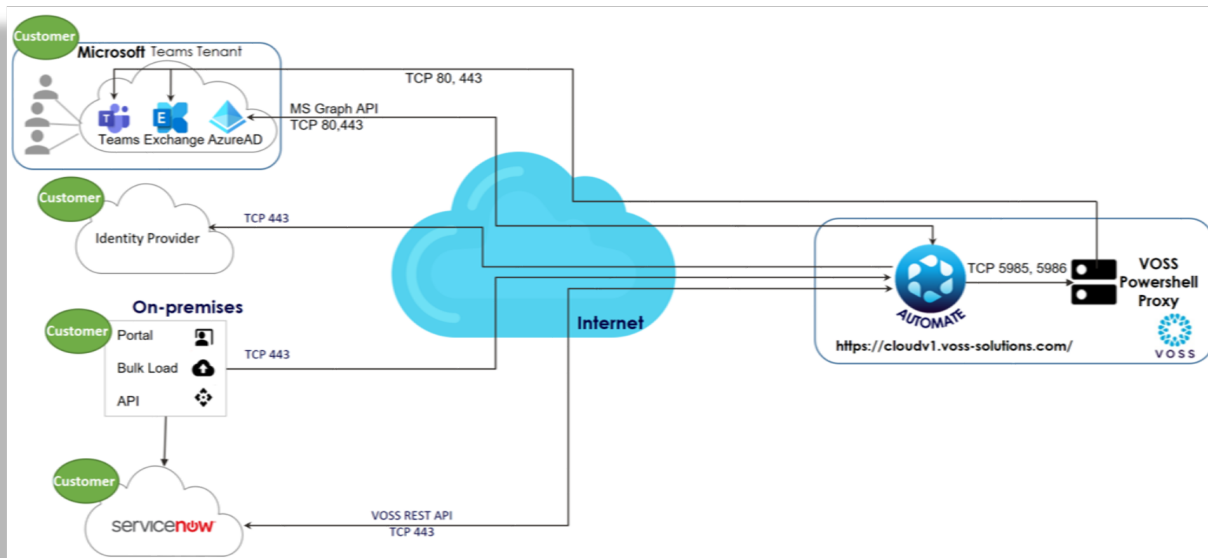 Customer
Microsoft Teams Tenant
TCP 80, 443
MS Graph API
TCP 80,443
T
E
Teams Exchange AzureAD
Customer
TCP 443
Identity Provider
TCP 5985, 5986
VOSS
Powershell
Proxy
AUTOMATE
https://cloudv1.voss-solutions.com/
VOSS
Internet
On-premises
Customer
Portal
Bulk Load
API
TCP 443
Customer
servicenow
VOSS REST API
TCP 443